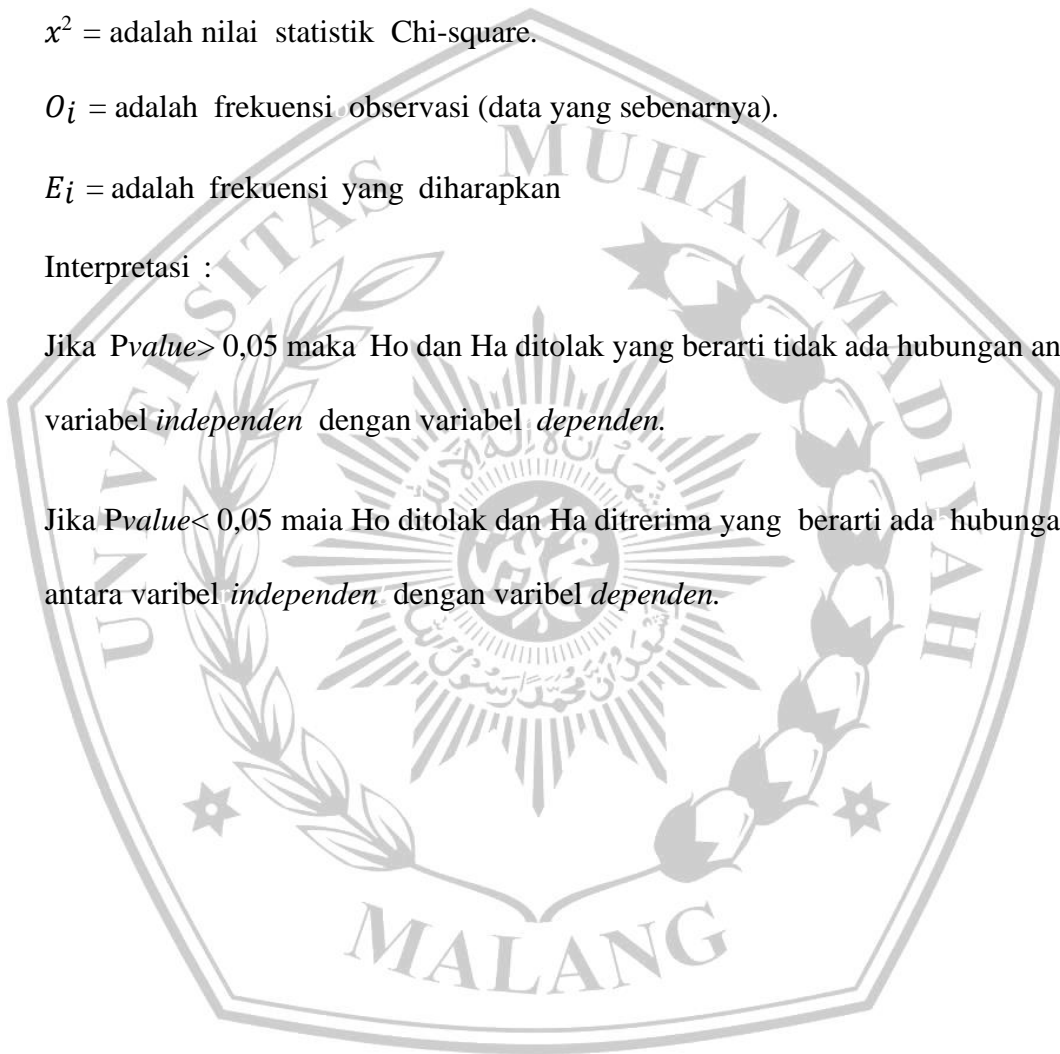 x² = adalah nilai statistik Chi-square.
Oi = adalah frekuensi observasi (data yang sebenarnya).
Ei = adalah frekuensi yang diharapkan
Interpretasi :
Jika Pvalue> 0,05 maka Ho dan Ha ditolak yang berarti tidak ada hubungan an
variabel independen dengan variabel dependen.
Jika Pvalue< 0,05 maia Ho ditolak dan Ha ditrerima yang berarti ada hubunga
antara varibel independen dengan varibel dependen.
UNIVERSITAS MUHAMMADIYAH
MALANG